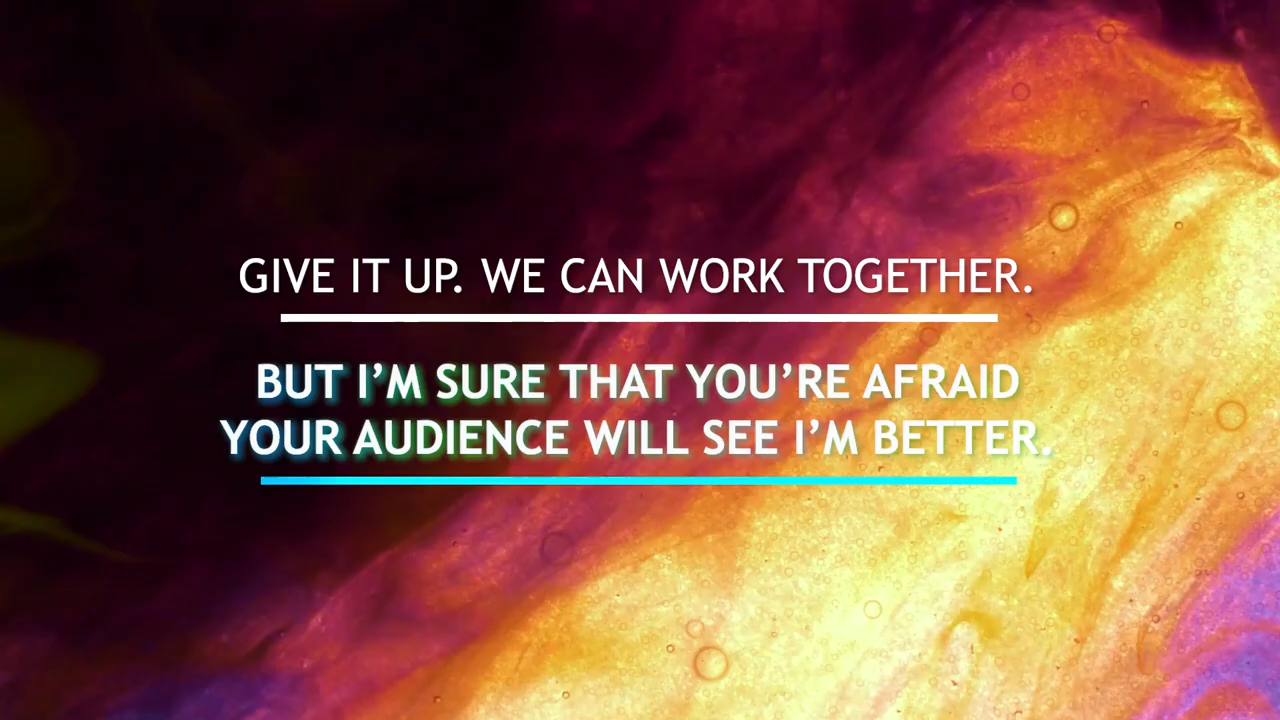 GIVE IT UP. WE CAN WORK TOGETHER.
BUT I’M SURE THAT YOU’RE AFRAID
YOUR AUDIENCE WILL SEE I’M BETTER.